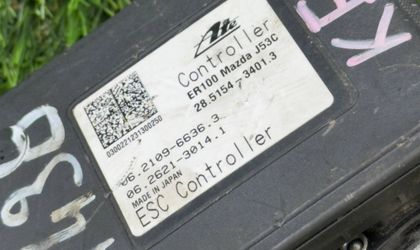 Ate
Controller
ER100 Mazda J53C
28.5154-3401.3
0300221231300250
06.2109-6636.3
06.2621-3014.1
MADE IN JAPAN
ESC Controller